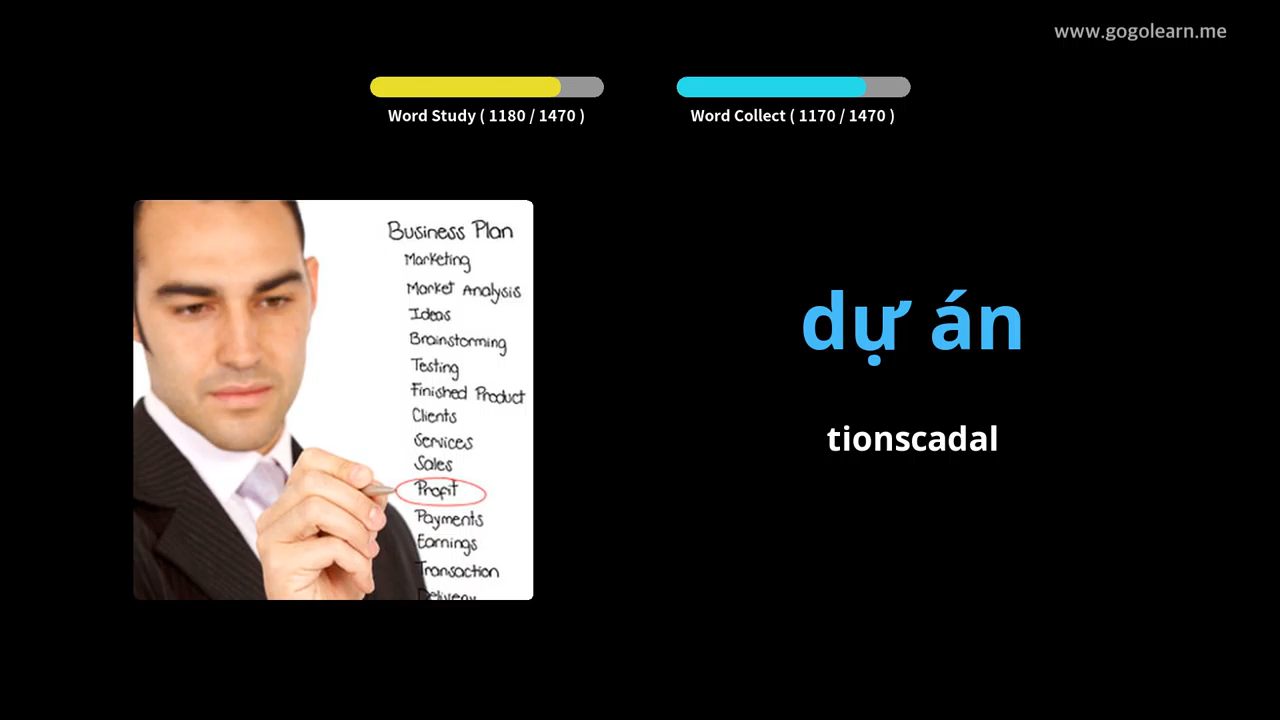 www.gogolearn.me
Word Study ( 1180 / 1470 )
Word Collect ( 1170 / 1470 )
Business Plan
Marketing
Market Analysis
Ideas
Brainstorming
Testing
Finished Product
Clients
Services
Sales
Profit
Payments
Earnings
Transaction
Delivery
dự án
tionscadal